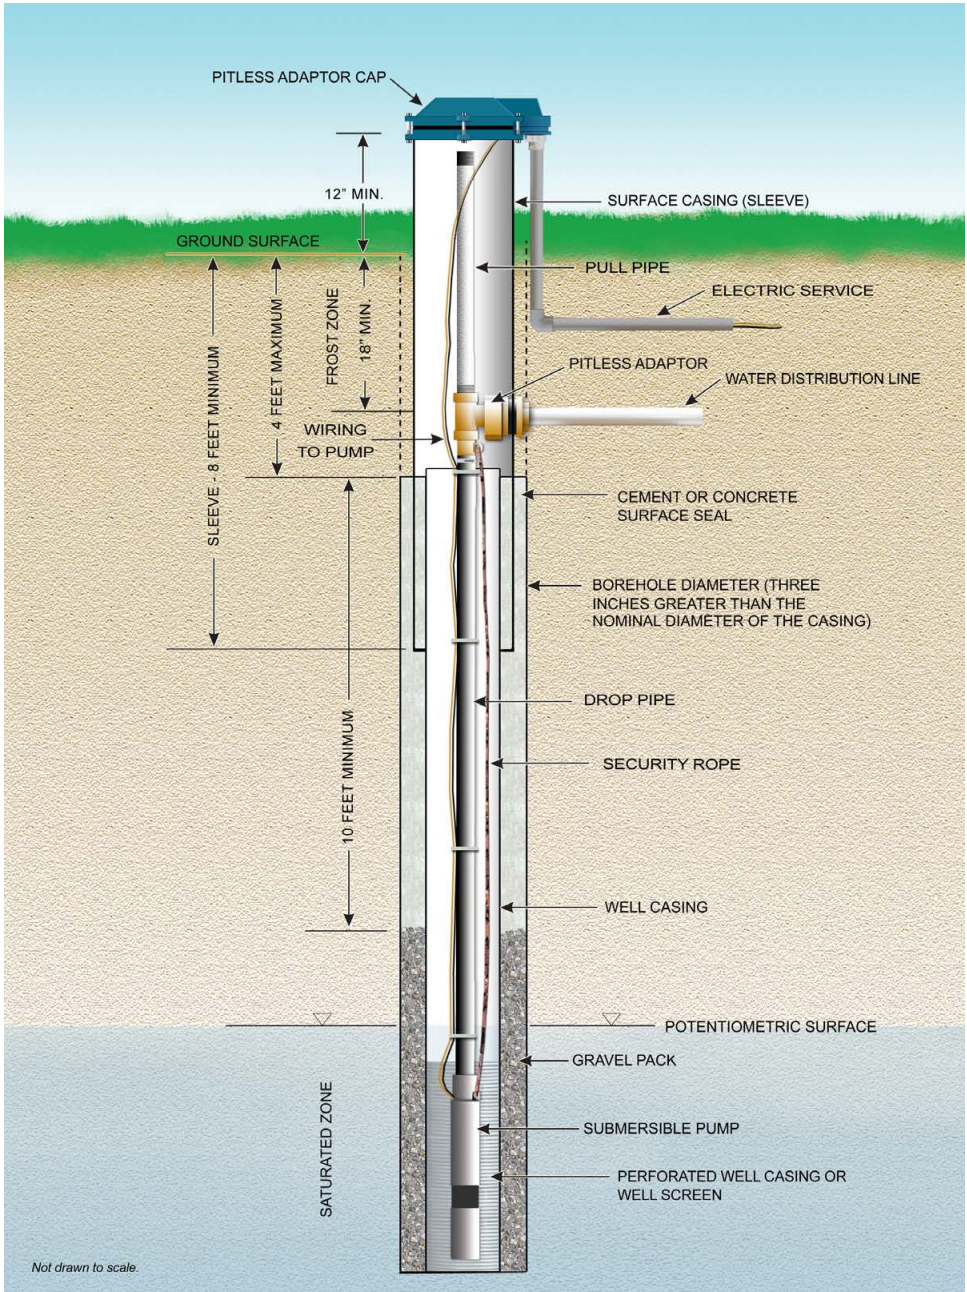 PITLESS ADAPTOR CAP
12” MIN.
SURFACE CASING (SLEEVE)
GROUND SURFACE
PULL PIPE
ELECTRIC SERVICE
SLEEVE - 8 FEET MINIMUM
4 FEET MAXIMUM
FROST ZONE
18” MIN.
PITLESS ADAPTOR
WATER DISTRIBUTION LINE
WIRING
TO PUMP
CEMENT OR CONCRETE
SURFACE SEAL
BOREHOLE DIAMETER (THREE
INCHES GREATER THAN THE
NOMINAL DIAMETER OF THE CASING)
10 FEET MINIMUM
DROP PIPE
SECURITY ROPE
WELL CASING
POTENTIOMETRIC SURFACE
GRAVEL PACK
SATURATED ZONE
SUBMERSIBLE PUMP
PERFORATED WELL CASING OR
WELL SCREEN
Not drawn to scale.